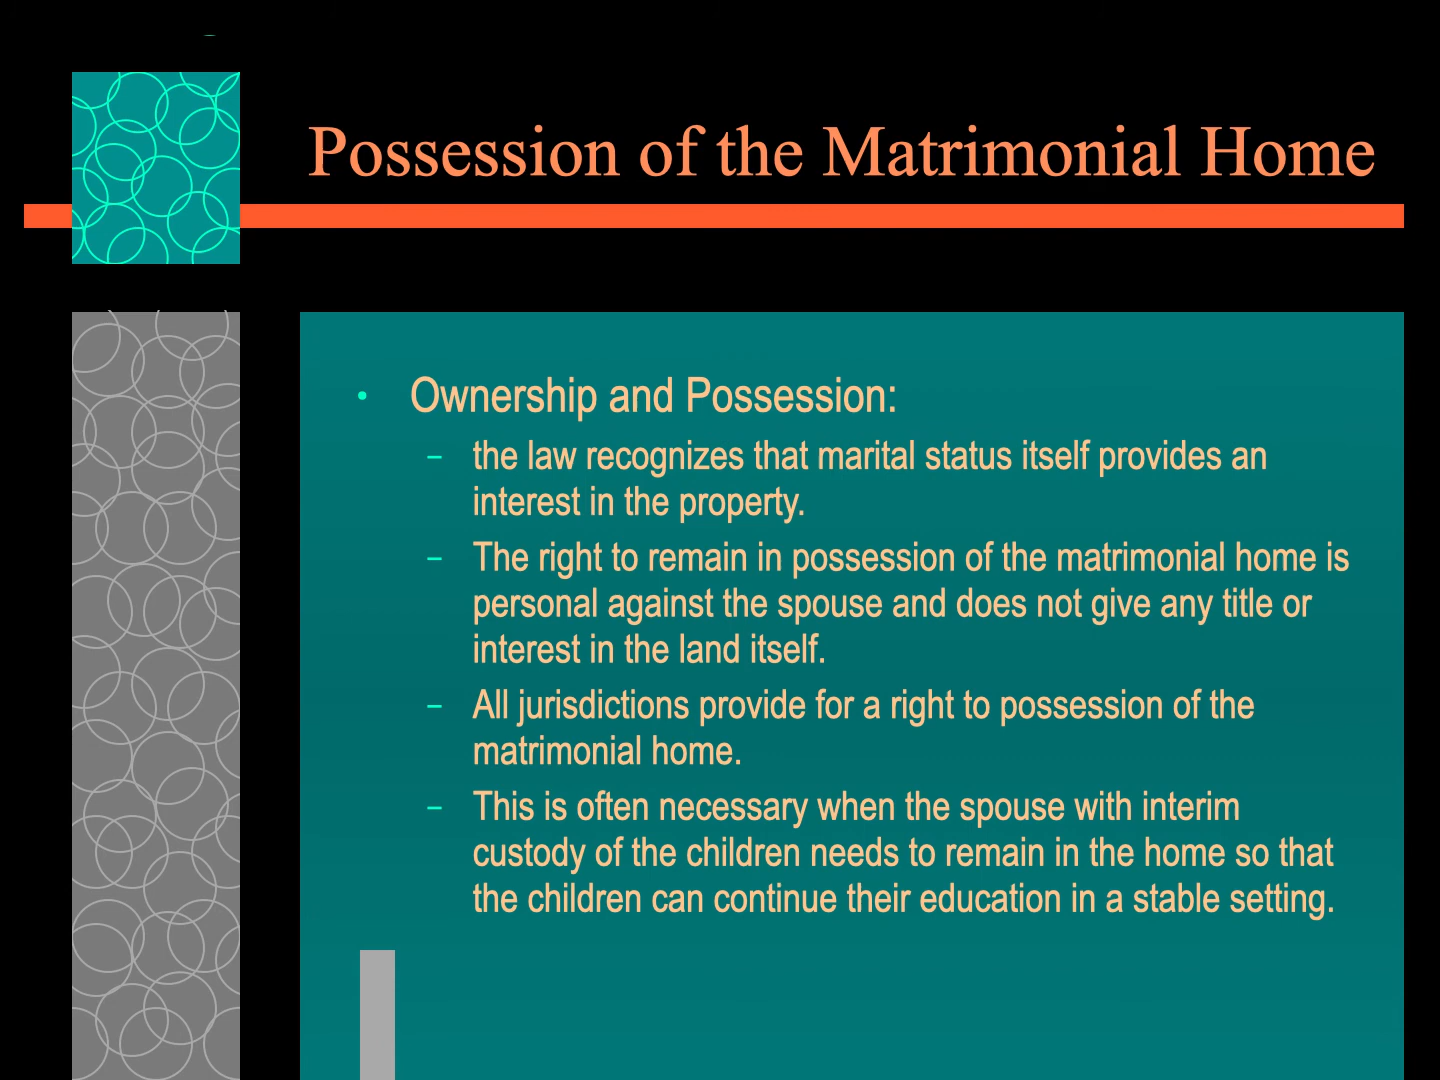 Possession of the Matrimonial Home
• Ownership and Possession:
– the law recognizes that marital status itself provides an
interest in the property.
– The right to remain in possession of the matrimonial home is
personal against the spouse and does not give any title or
interest in the land itself.
– All jurisdictions provide for a right to possession of the
matrimonial home.
– This is often necessary when the spouse with interim
custody of the children needs to remain in the home so that
the children can continue their education in a stable setting.